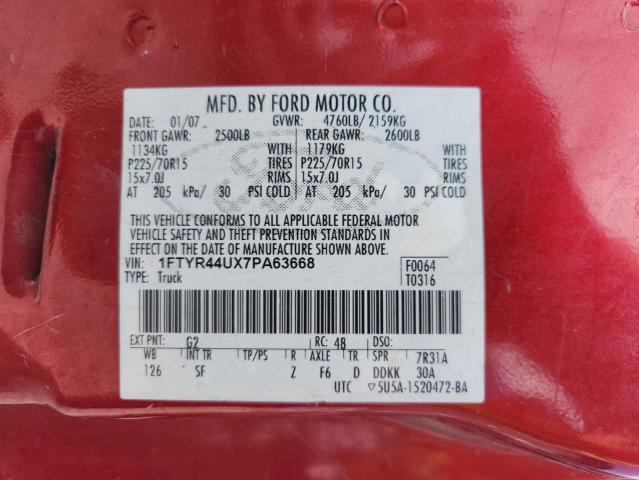 MFD. BY FORD MOTOR CO.
DATE: 01/07 GVWR: 4760LB/ 2159KG
FRONT GAWR: 2500LB REAR GAWR: 2600LB
1134KG WITH 1179KG WITH
P225/70R15 TIRES P225/70R15 TIRES
15x7.0J RIMS 15x7.0J RIMS
AT 205 kPa/ 30 PSI COLD AT 205 kPa/ 30 PSI COLD
THIS VEHICLE CONFORMS TO ALL APPLICABLE FEDERAL MOTOR
VEHICLE SAFETY AND THEFT PREVENTION STANDARDS IN
EFFECT ON THE DATE OF MANUFACTURE SHOWN ABOVE.
VIN: 1FTYR44UX7PA63668 F0064
TYPE: Truck T0316
EXT PNT: G2 RC: 48 DSO:
WB INT TR TP/PS R AXLE TR SPR 7R31A
126 SF Z F6 D DDKK 30A
UTC ▽5U5A-1520472-BA